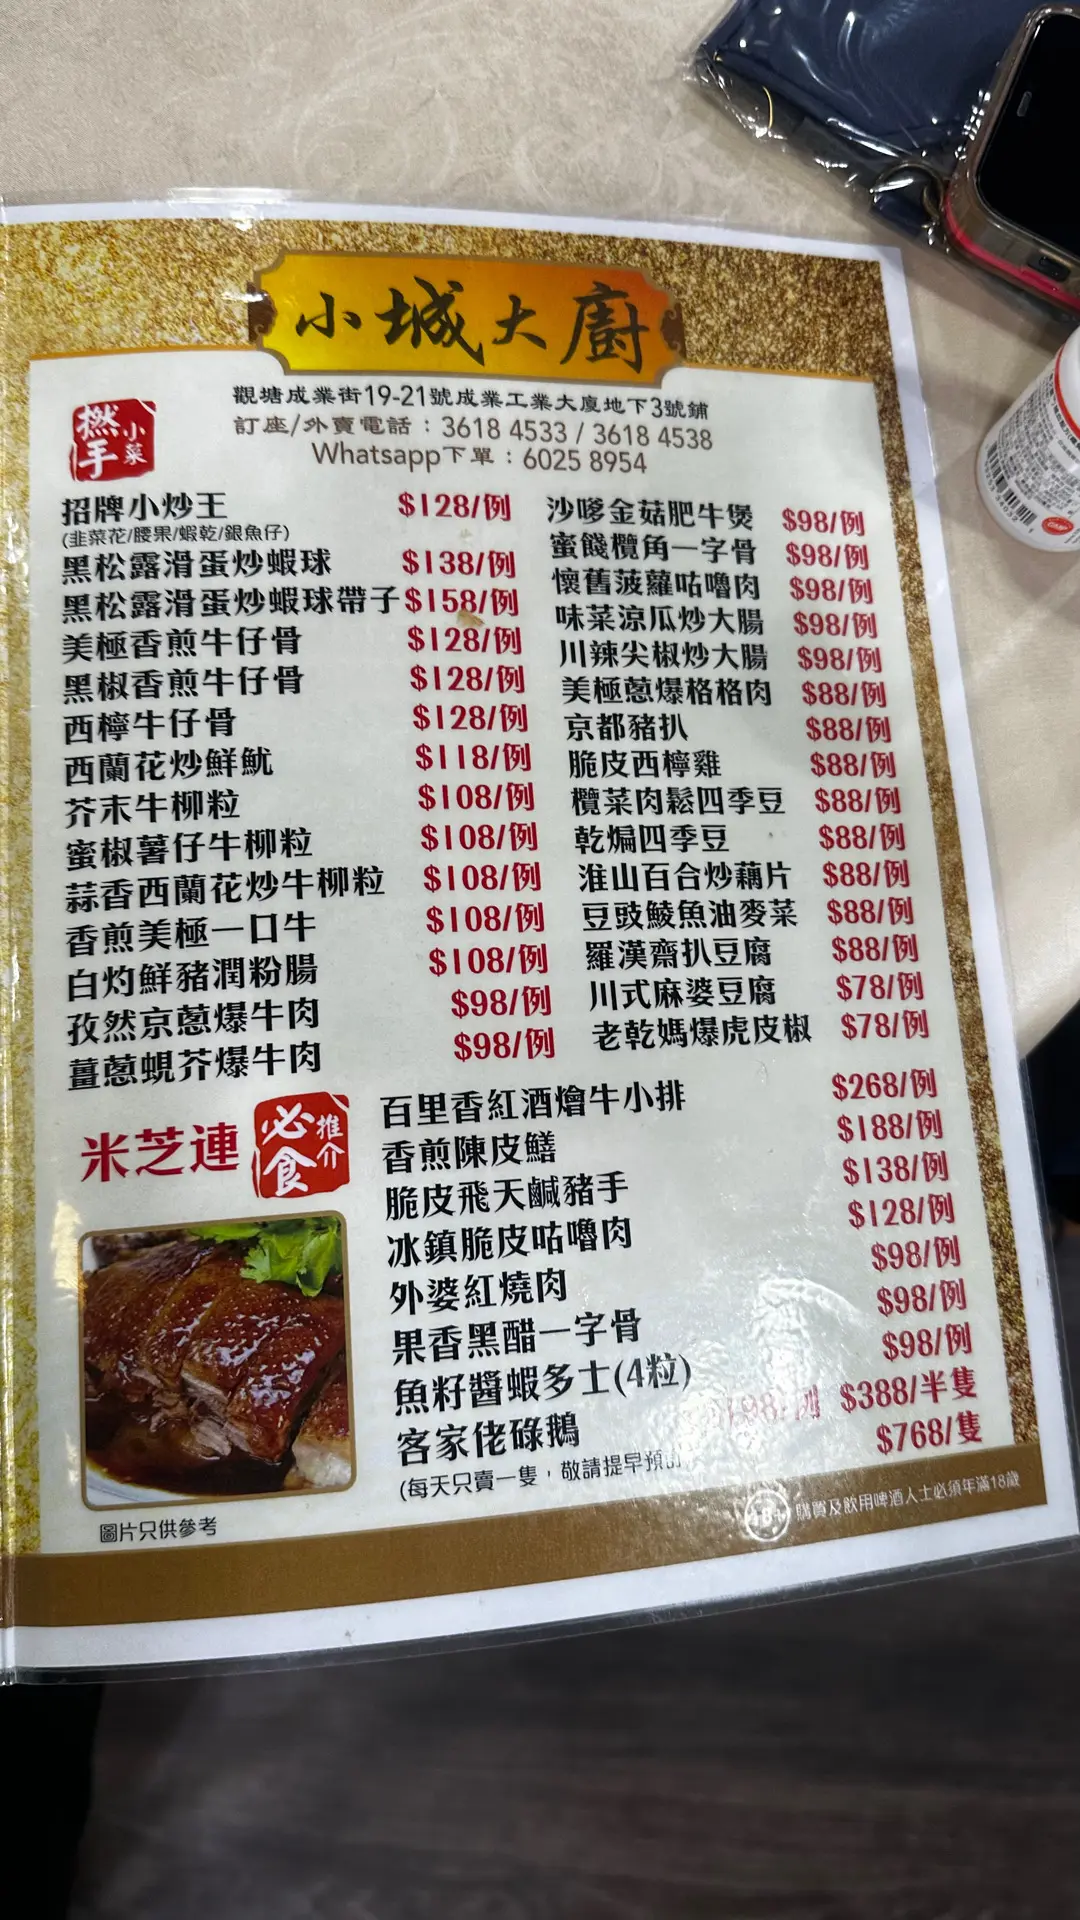 小城大廚
撚手小菜
觀塘成業街19-21號成業工業大廈地下3號鋪
訂座/外賣電話：3618 4533 / 3618 4538
Whatsapp下單：6025 8954
招牌小炒王 $128/例
(韭菜花/腰果/蝦乾/銀魚仔)
黑松露滑蛋炒蝦球 $138/例
黑松露滑蛋炒蝦球帶子 $158/例
美極香煎牛仔骨 $128/例
黑椒香煎牛仔骨 $128/例
西檸牛仔骨 $128/例
西蘭花炒鮮魷 $118/例
芥末牛柳粒 $108/例
蜜椒薯仔牛柳粒 $108/例
蒜香西蘭花炒牛柳粒 $108/例
香煎美極一口牛 $108/例
白灼鮮豬潤粉腸 $108/例
孜然京蔥爆牛肉 $98/例
薑蔥蜆芥爆牛肉 $98/例
沙嗲金菇肥牛煲 $98/例
蜜餞欖角一字骨 $98/例
懷舊菠蘿咕嚕肉 $98/例
味菜涼瓜炒大腸 $98/例
川辣尖椒炒大腸 $98/例
美極蔥爆格格肉 $88/例
京都豬扒 $88/例
脆皮西檸雞 $88/例
欖菜肉鬆四季豆 $88/例
乾煸四季豆 $88/例
淮山百合炒藕片 $88/例
豆豉鯪魚油麥菜 $88/例
羅漢齋扒豆腐 $88/例
川式麻婆豆腐 $78/例
老乾媽爆虎皮椒 $78/例
米芝連
必食推介
百里香紅酒燴牛小排 $268/例
香煎陳皮鱔 $188/例
脆皮飛天鹹豬手 $138/例
冰鎮脆皮咕嚕肉 $128/例
外婆紅燒肉 $98/例
果香黑醋一字骨 $98/例
魚籽醬蝦多士(4粒) $98/例
客家佬碌鵝 $198/例 $388/半隻
$768/隻
(每天只賣一隻，敬請提早預
圖片只供參考
18+ 購買及飲用啤酒人士必須年滿18歲